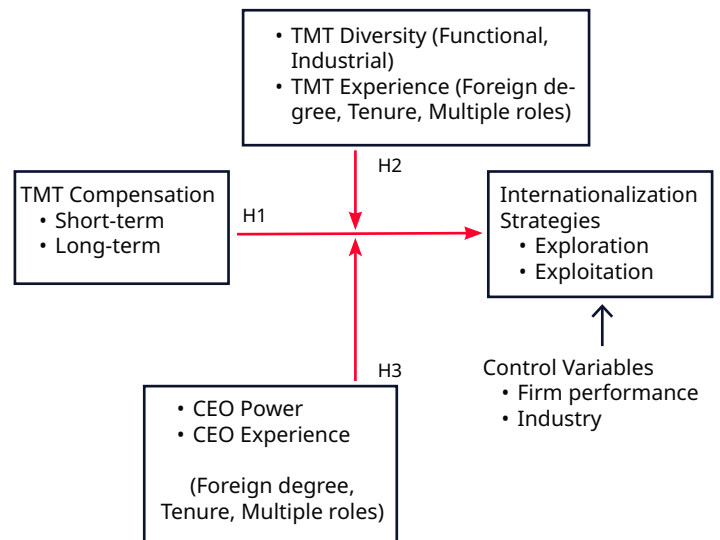 • TMT Diversity (Functional,
Industrial)
• TMT Experience (Foreign de-
gree, Tenure, Multiple roles)
H2
TMT Compensation
• Short-term
• Long-term
H1
Internationalization
Strategies
• Exploration
• Exploitation
H3
Control Variables
• Firm performance
• Industry
• CEO Power
• CEO Experience
(Foreign degree,
Tenure, Multiple roles)